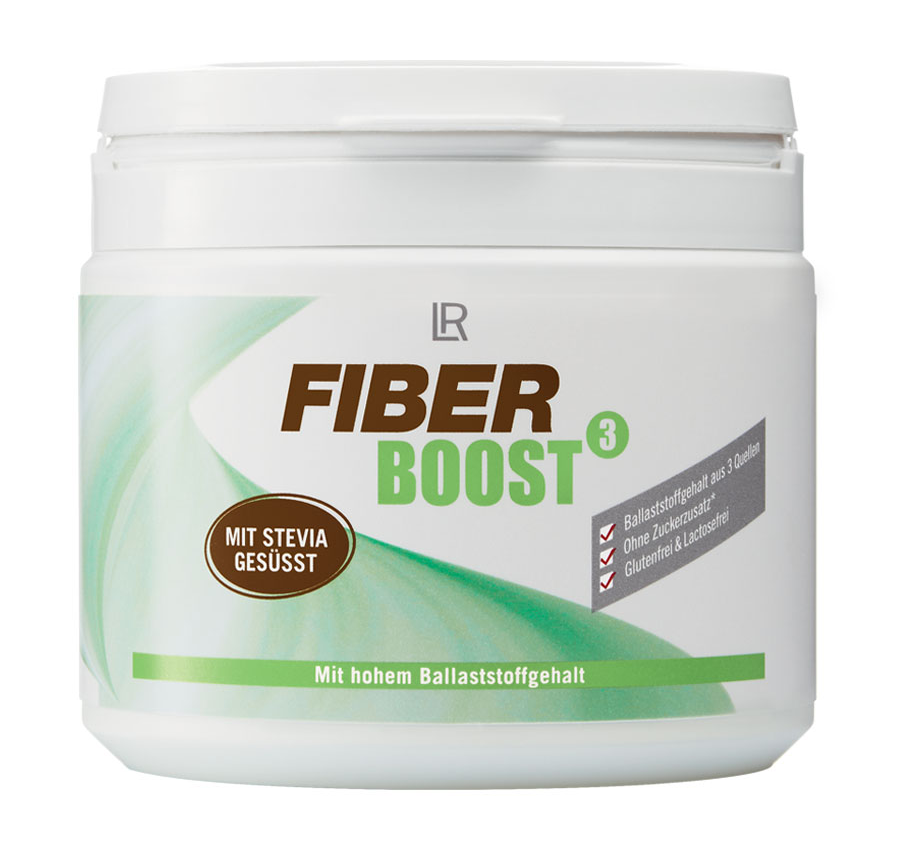 LR
FIBER
BOOST 3
MIT STEVIA
GESÜSST
Ballaststoffgehalt aus 3 Quellen
Ohne Zuckerzusatz*
Glutenfrei & Lactosefrei
Mit hohem Ballaststoffgehalt